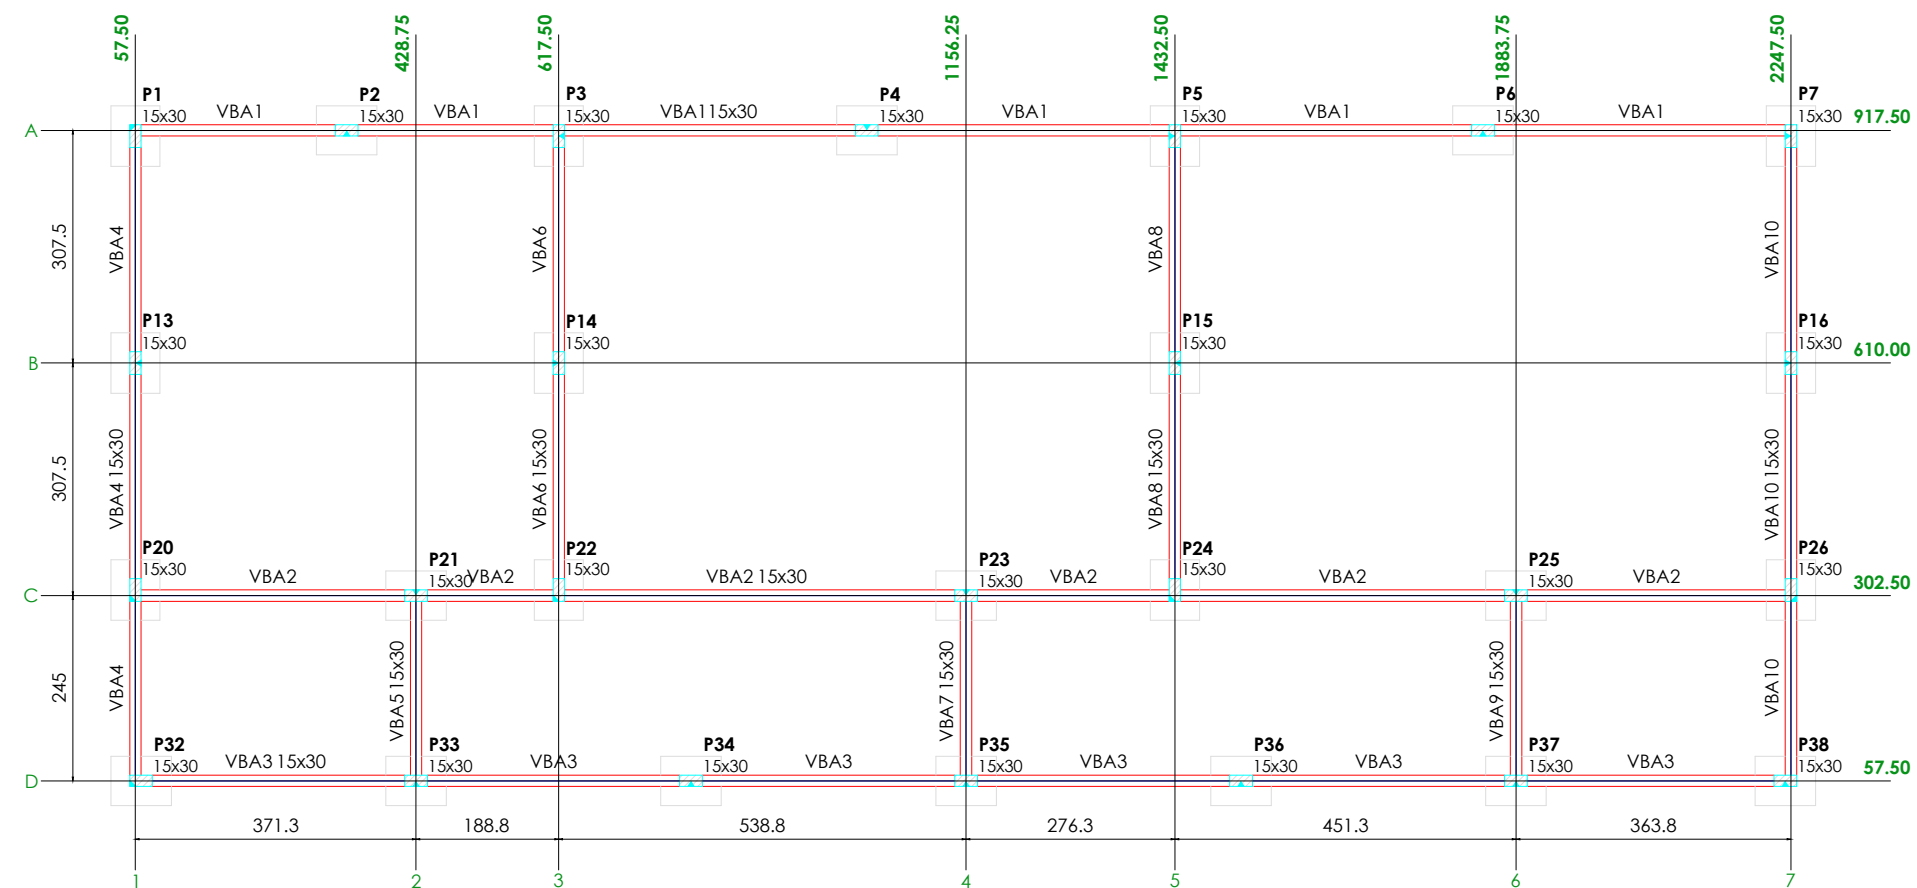 57.50
428.75
617.50
1156.25
1432.50
1883.75
2247.50
P1
15x30
VBA1
P2
15x30
VBA1
P3
15x30
VBA115x30
P4
15x30
VBA1
P5
15x30
VBA1
P6
15x30
VBA1
P7
15x30
917.50
A
307.5
VBA4
VBA6
VBA8
VBA10
P13
15x30
P14
15x30
P15
15x30
P16
15x30
610.00
B
307.5
VBA4 15x30
VBA6 15x30
VBA8 15x30
VBA10 15x30
P20
15x30
VBA2
P21
15x30
VBA2
P22
15x30
VBA2 15x30
P23
15x30
VBA2
P24
15x30
VBA2
P25
15x30
VBA2
P26
15x30
302.50
C
245
VBA4
VBA5 15x30
VBA7 15x30
VBA9 15x30
VBA10
P32
15x30
VBA3 15x30
P33
15x30
VBA3
P34
15x30
VBA3
P35
15x30
VBA3
P36
15x30
VBA3
P37
15x30
VBA3
P38
15x30
57.50
D
371.3
188.8
538.8
276.3
451.3
363.8
1
2
3
4
5
6
7